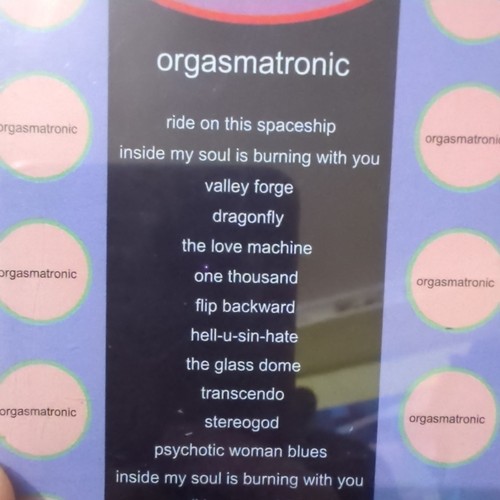 orgasmatronic
ride on this spaceship
inside my soul is burning with you
valley forge
dragonfly
the love machine
one thousand
flip backward
hell-u-sin-hate
the glass dome
transcendo
stereogod
psychotic woman blues
inside my soul is burning with you
orgasmatronic
orgasmatronic
orgasmatronic
orgasmatronic
orgasmatronic
orgasmatronic